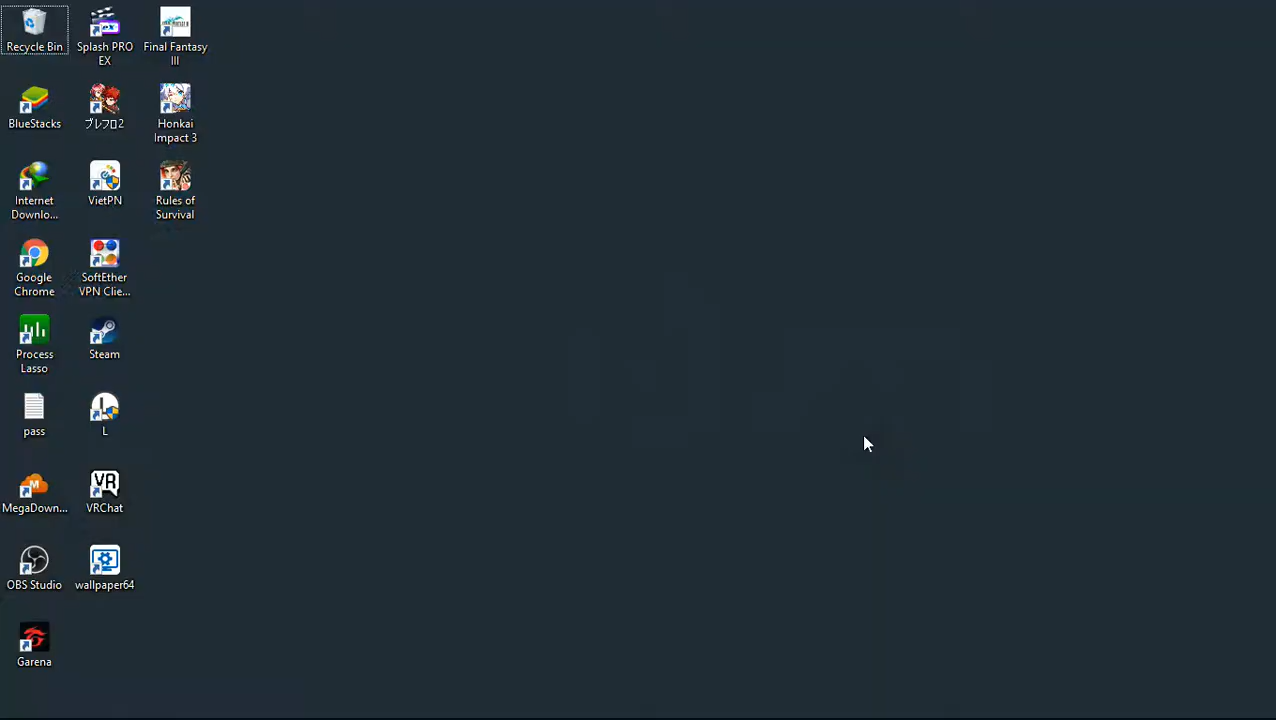 Recycle Bin
Splash PRO
EX
Final Fantasy
III
BlueStacks
ブレフロ2
Honkai
Impact 3
Internet
Downlo...
VietPN
Rules of
Survival
Google
Chrome
SoftEther
VPN Clie...
Process
Lasso
Steam
pass
L
MegaDown...
VR
VRChat
OBS Studio
wallpaper64
Garena